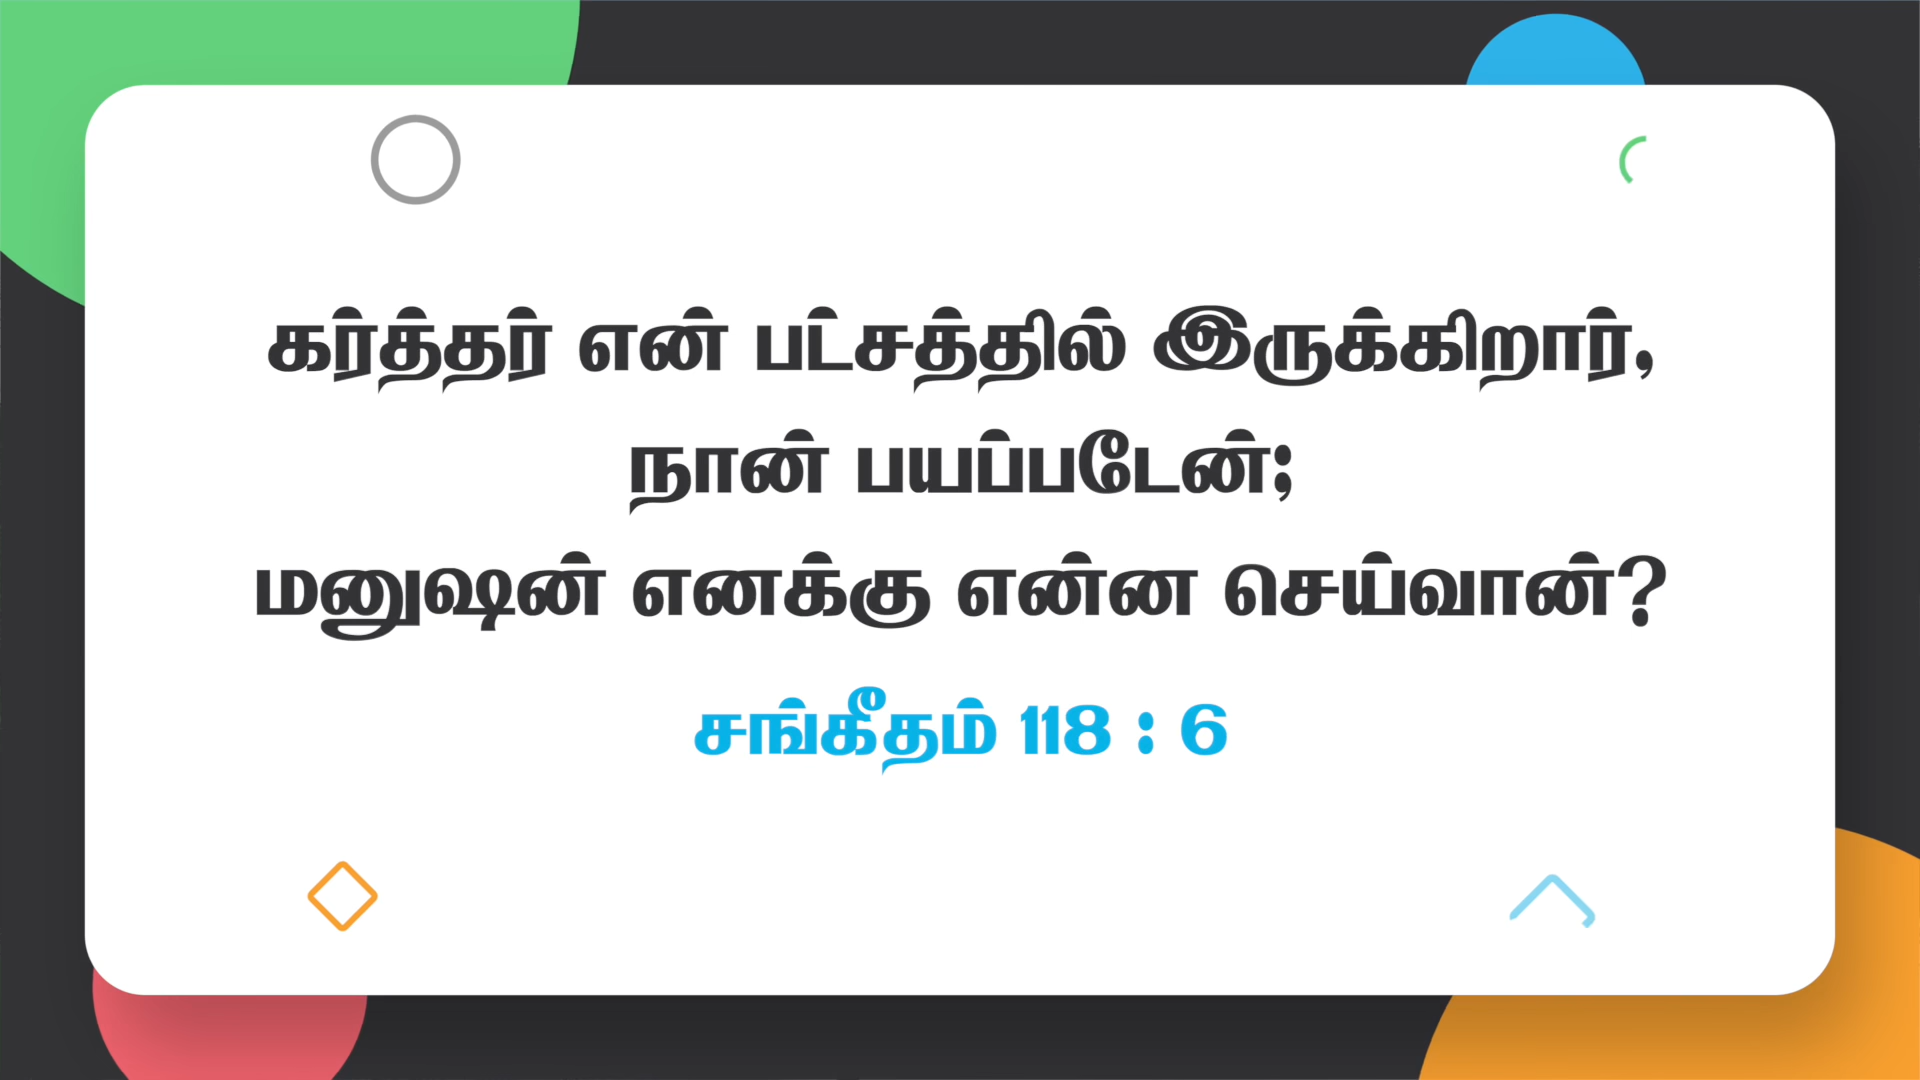 கர்த்தர் என் பட்சத்தில் இருக்கிறார்,
நான் பயப்படேன்;
மனுஷன் எனக்கு என்ன செய்வான்?
சங்கீதம் 118 : 6